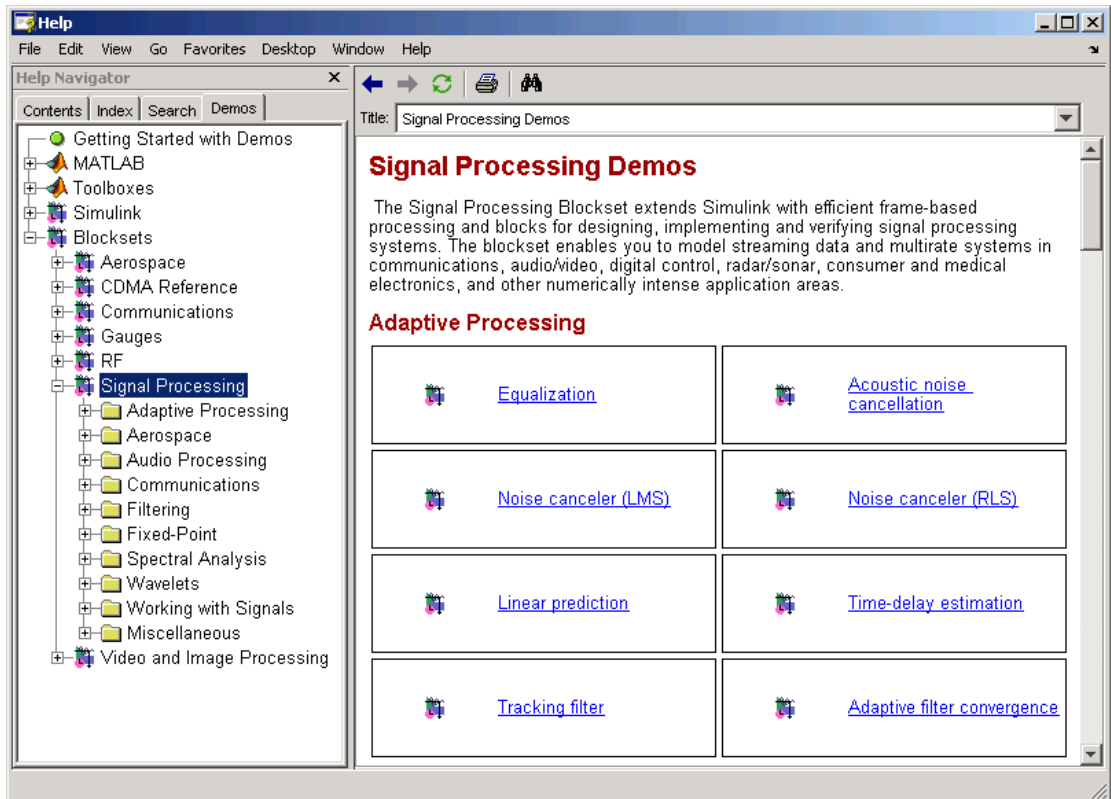 Help
File Edit View Go Favorites Desktop Window Help
Help Navigator
Contents Index Search Demos
Getting Started with Demos
MATLAB
Toolboxes
Simulink
Blocksets
Aerospace
CDMA Reference
Communications
Gauges
RF
Signal Processing
Adaptive Processing
Aerospace
Audio Processing
Communications
Filtering
Fixed-Point
Spectral Analysis
Wavelets
Working with Signals
Miscellaneous
Video and Image Processing
Title: Signal Processing Demos
Signal Processing Demos
The Signal Processing Blockset extends Simulink with efficient frame-based
processing and blocks for designing, implementing and verifying signal processing
systems. The blockset enables you to model streaming data and multirate systems in
communications, audio/video, digital control, radar/sonar, consumer and medical
electronics, and other numerically intense application areas.
Adaptive Processing
Equalization
Acoustic noise
cancellation
Noise canceler (LMS)
Noise canceler (RLS)
Linear prediction
Time-delay estimation
Tracking filter
Adaptive filter convergence